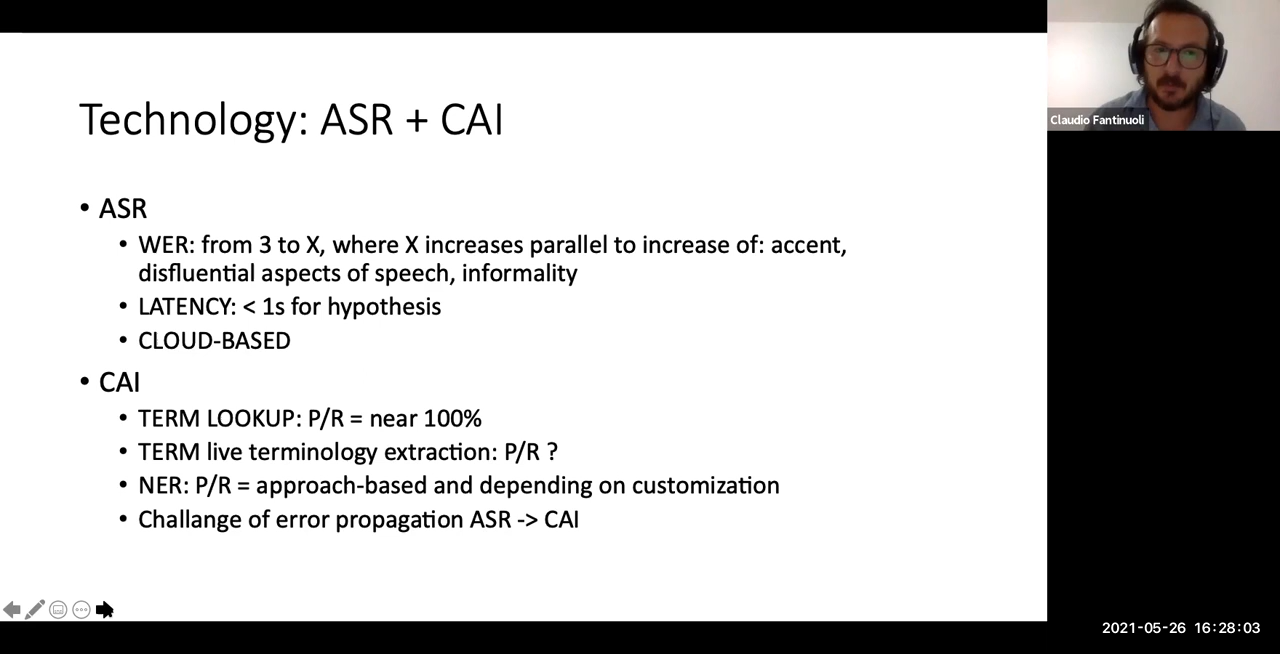 Technology: ASR + CAI
• ASR
• WER: from 3 to X, where X increases parallel to increase of: accent,
disfluential aspects of speech, informality
• LATENCY: < 1s for hypothesis
• CLOUD-BASED
• CAI
• TERM LOOKUP: P/R = near 100%
• TERM live terminology extraction: P/R ?
• NER: P/R = approach-based and depending on customization
• Challange of error propagation ASR -> CAI
Claudio Fantinuoli
2021-05-26 16:28:03